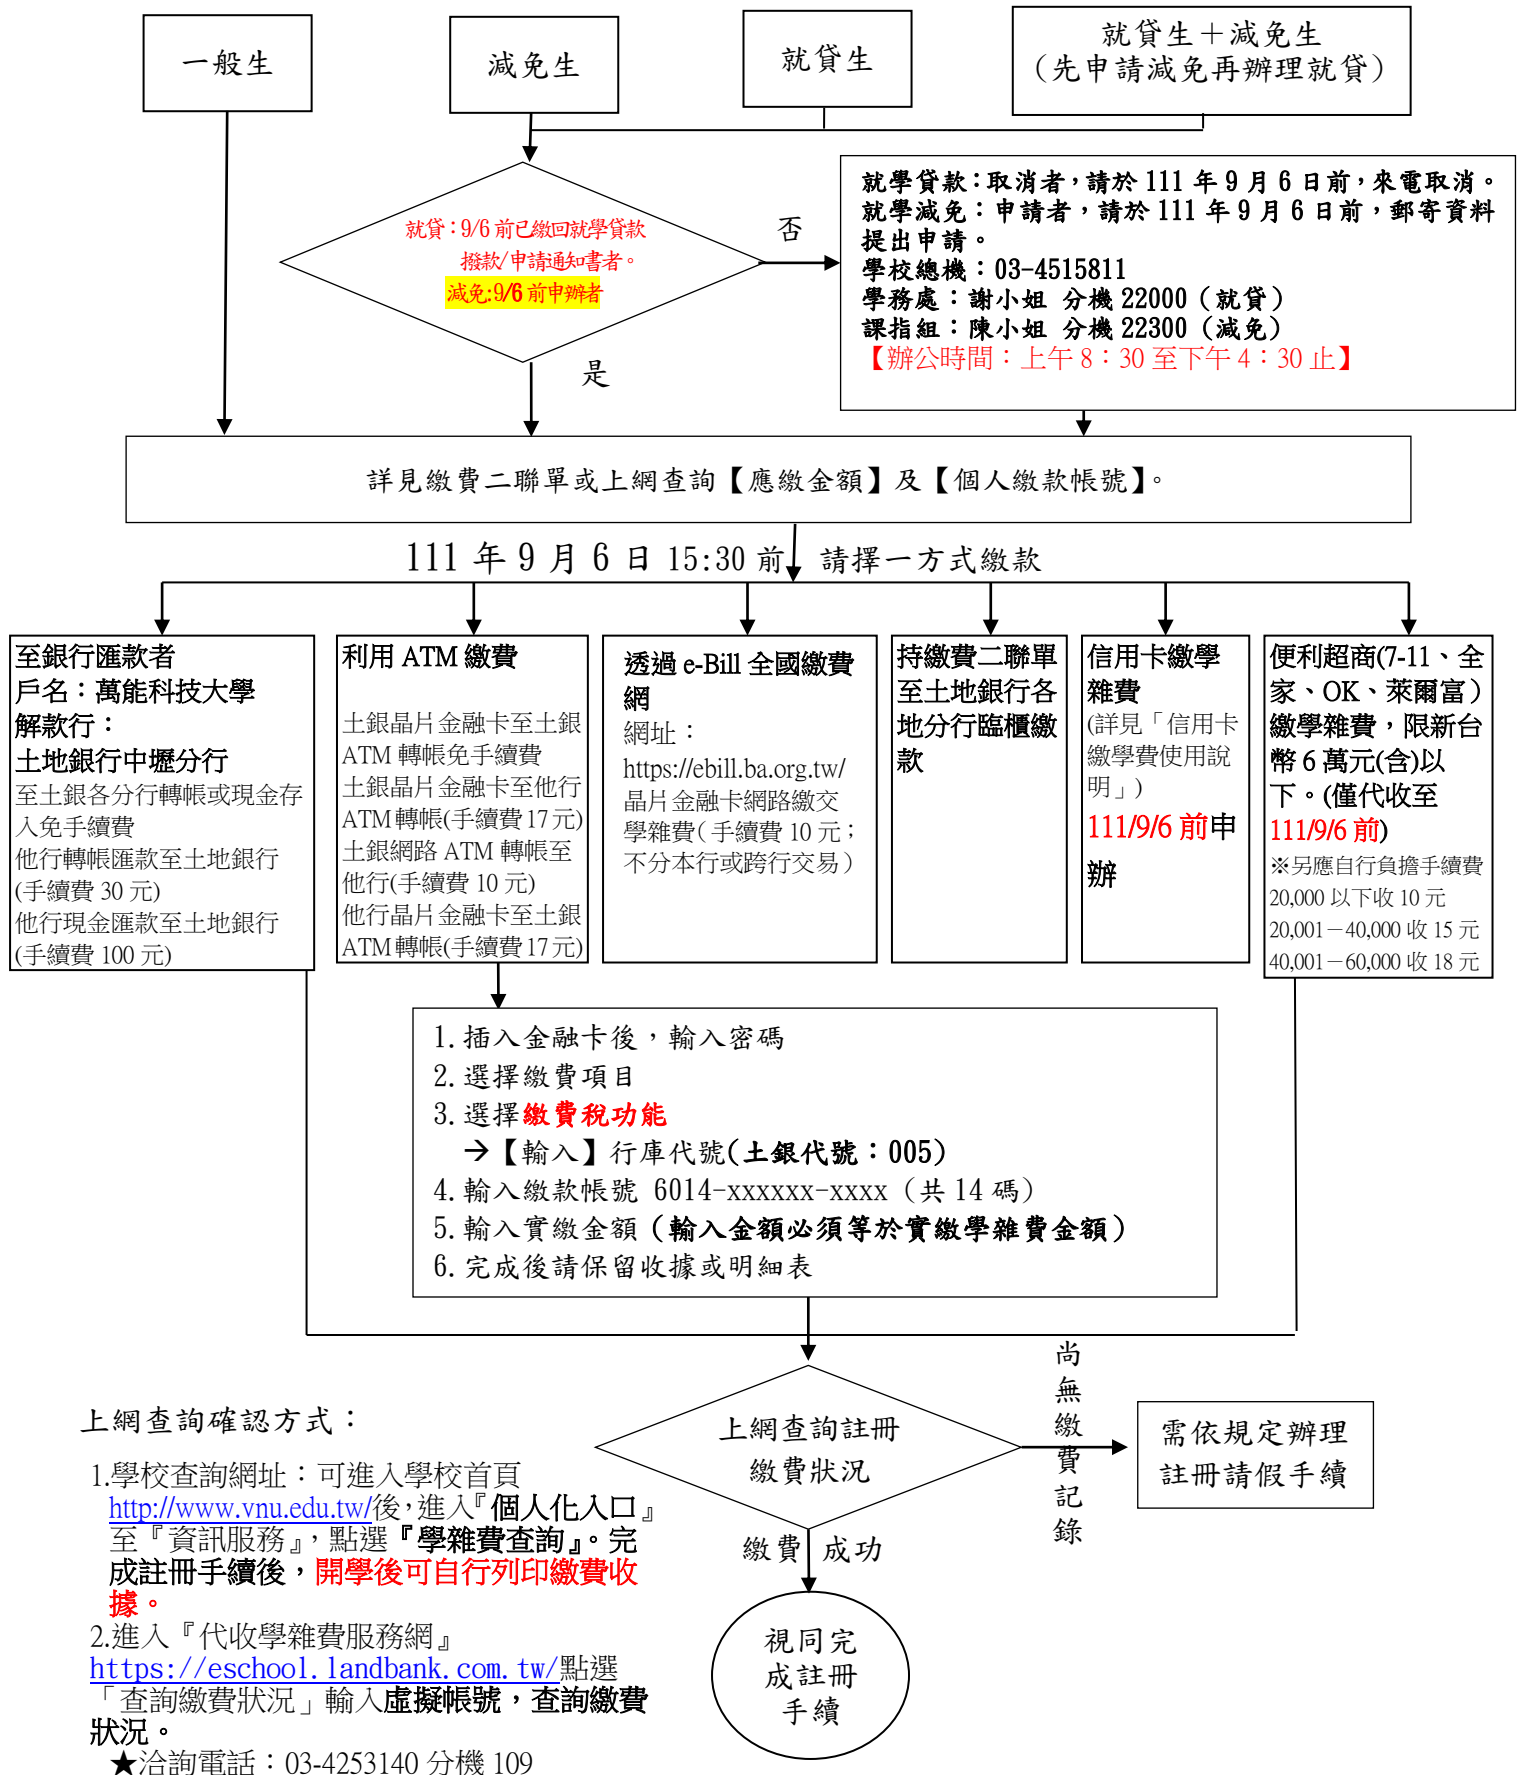 一般生
減免生
就貸生
就貸生＋減免生
（先申請減免再辦理就貸）
就貸：9/6 前已繳回就學貸款
撥款/申請通知書者。
減免:9/6 前申辦者
否
是
就學貸款：取消者，請於 111 年 9 月 6 日前，來電取消。
就學減免：申請者，請於 111 年 9 月 6 日前，郵寄資料
提出申請。
學校總機：03-4515811
學務處：謝小姐 分機 22000（就貸）
課指組：陳小姐 分機 22300（減免）
【辦公時間：上午 8：30 至下午 4：30 止】
詳見繳費二聯單或上網查詢【應繳金額】及【個人繳款帳號】。
111 年 9 月 6 日 15:30 前 請擇一方式繳款
至銀行匯款者
戶名：萬能科技大學
解款行：
土地銀行中壢分行
至土銀各分行轉帳或現金存
入免手續費
他行轉帳匯款至土地銀行
(手續費 30 元)
他行現金匯款至土地銀行
(手續費 100 元)
利用 ATM 繳費
土銀晶片金融卡至土銀
ATM 轉帳免手續費
土銀晶片金融卡至他行
ATM 轉帳(手續費 17 元)
土銀網路 ATM 轉帳至
他行(手續費 10 元)
他行晶片金融卡至土銀
ATM 轉帳(手續費 17 元)
透過 e-Bill 全國繳費
網
網址：
https://ebill.ba.org.tw/
晶片金融卡網路繳交
學雜費（手續費 10 元；
不分本行或跨行交易）
持繳費二聯單
至土地銀行各
地分行臨櫃繳
款
信用卡繳學
雜費
(詳見「信用卡
繳學費使用說
明」)
111/9/6 前申
辦
便利超商(7-11、全
家、OK、萊爾富）
繳學雜費，限新台
幣 6 萬元(含)以
下。(僅代收至
111/9/6 前)
※另應自行負擔手續費
20,000 以下收 10 元
20,001－40,000 收 15 元
40,001－60,000 收 18 元
1.插入金融卡後，輸入密碼
2.選擇繳費項目
3.選擇繳費稅功能
→【輸入】行庫代號(土銀代號：005)
4.輸入繳款帳號 6014-xxxxxx-xxxx（共 14 碼）
5.輸入實繳金額（輸入金額必須等於實繳學雜費金額）
6.完成後請保留收據或明細表
上網查詢註冊
繳費狀況
尚
無
繳
費
記
錄
需依規定辦理
註冊請假手續
繳費 成功
視同完
成註冊
手續
上網查詢確認方式：
1.學校查詢網址：可進入學校首頁
http://www.vnu.edu.tw/後，進入『個人化入口』
至『資訊服務』，點選『學雜費查詢』。完
成註冊手續後，開學後可自行列印繳費收
據。
2.進入『代收學雜費服務網』
https://eschool.landbank.com.tw/點選
「查詢繳費狀況」輸入虛擬帳號，查詢繳費
狀況。
★洽詢電話：03-4253140 分機 109